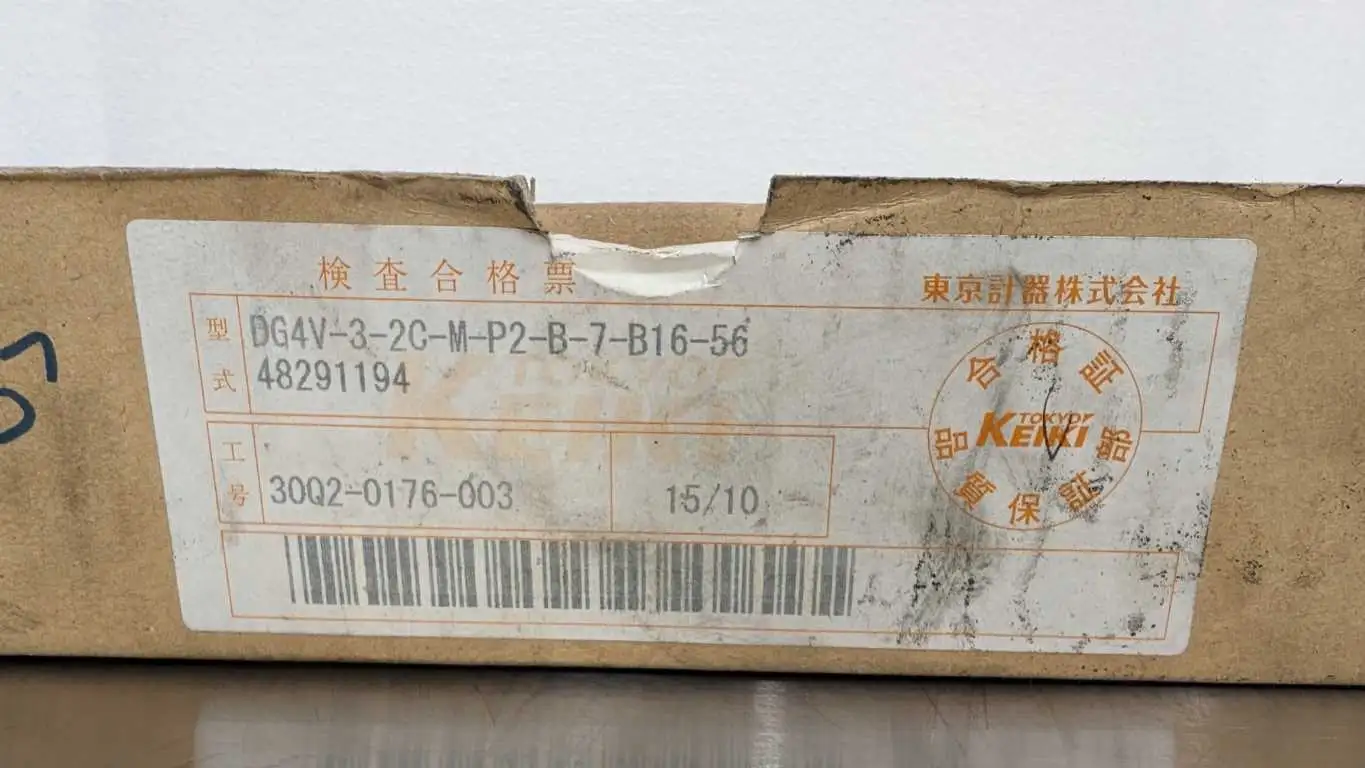 検査合格票
東京計器株式会社
型式
DG4V-3-2C-M-P2-B-7-B16-56
48291194
工号
30Q2-0176-003
15/10
合格証
TOKYO
KEIKI
品質保証